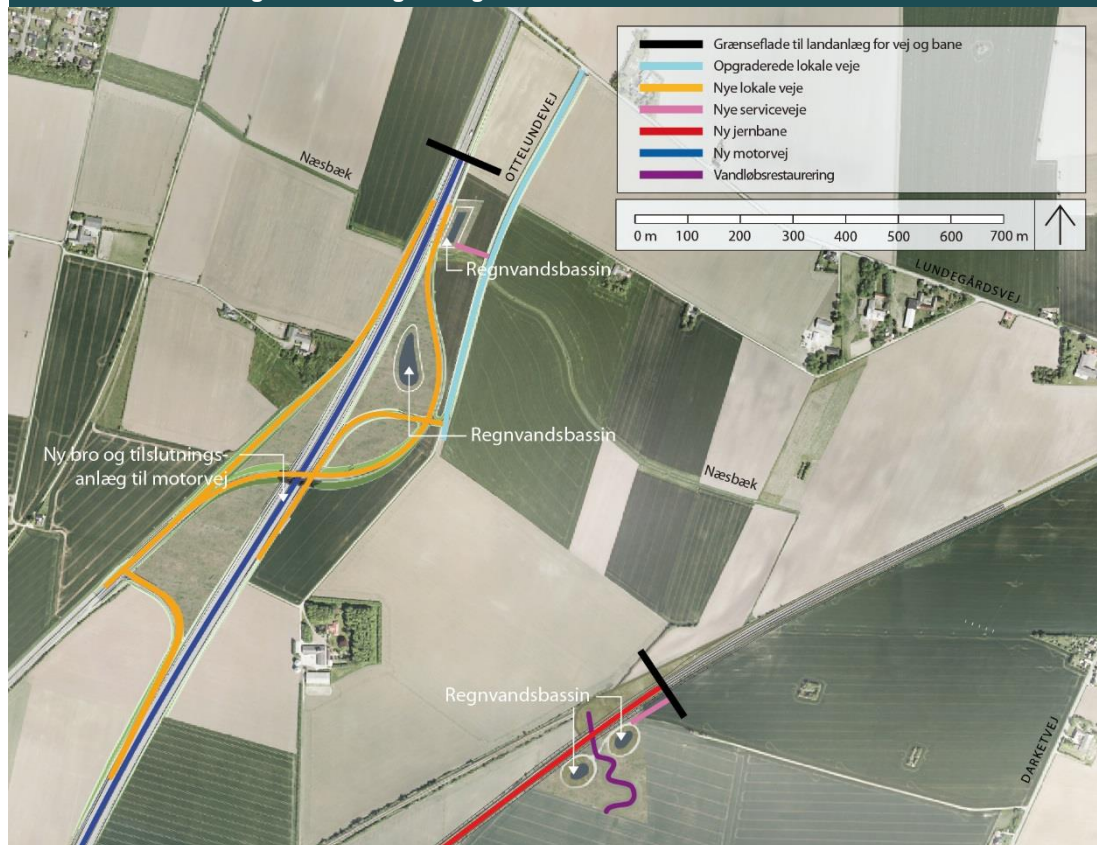 Grænseflade til landanlæg for vej og bane
Opgraderede lokale veje
Nye lokale veje
Nye serviceveje
Ny jernbane
Ny motorvej
Vandløbsrestaurering
0 m 100 200 300 400 500 600 700 m
OTTELUNDEVEJ
Næsbæk
Regnvandsbassin
LUNDEGÅRDSVEJ
Regnvandsbassin
Ny bro og tilslutnings-
anlæg til motorvej
Næsbæk
Regnvandsbassin
DARKETVEJ